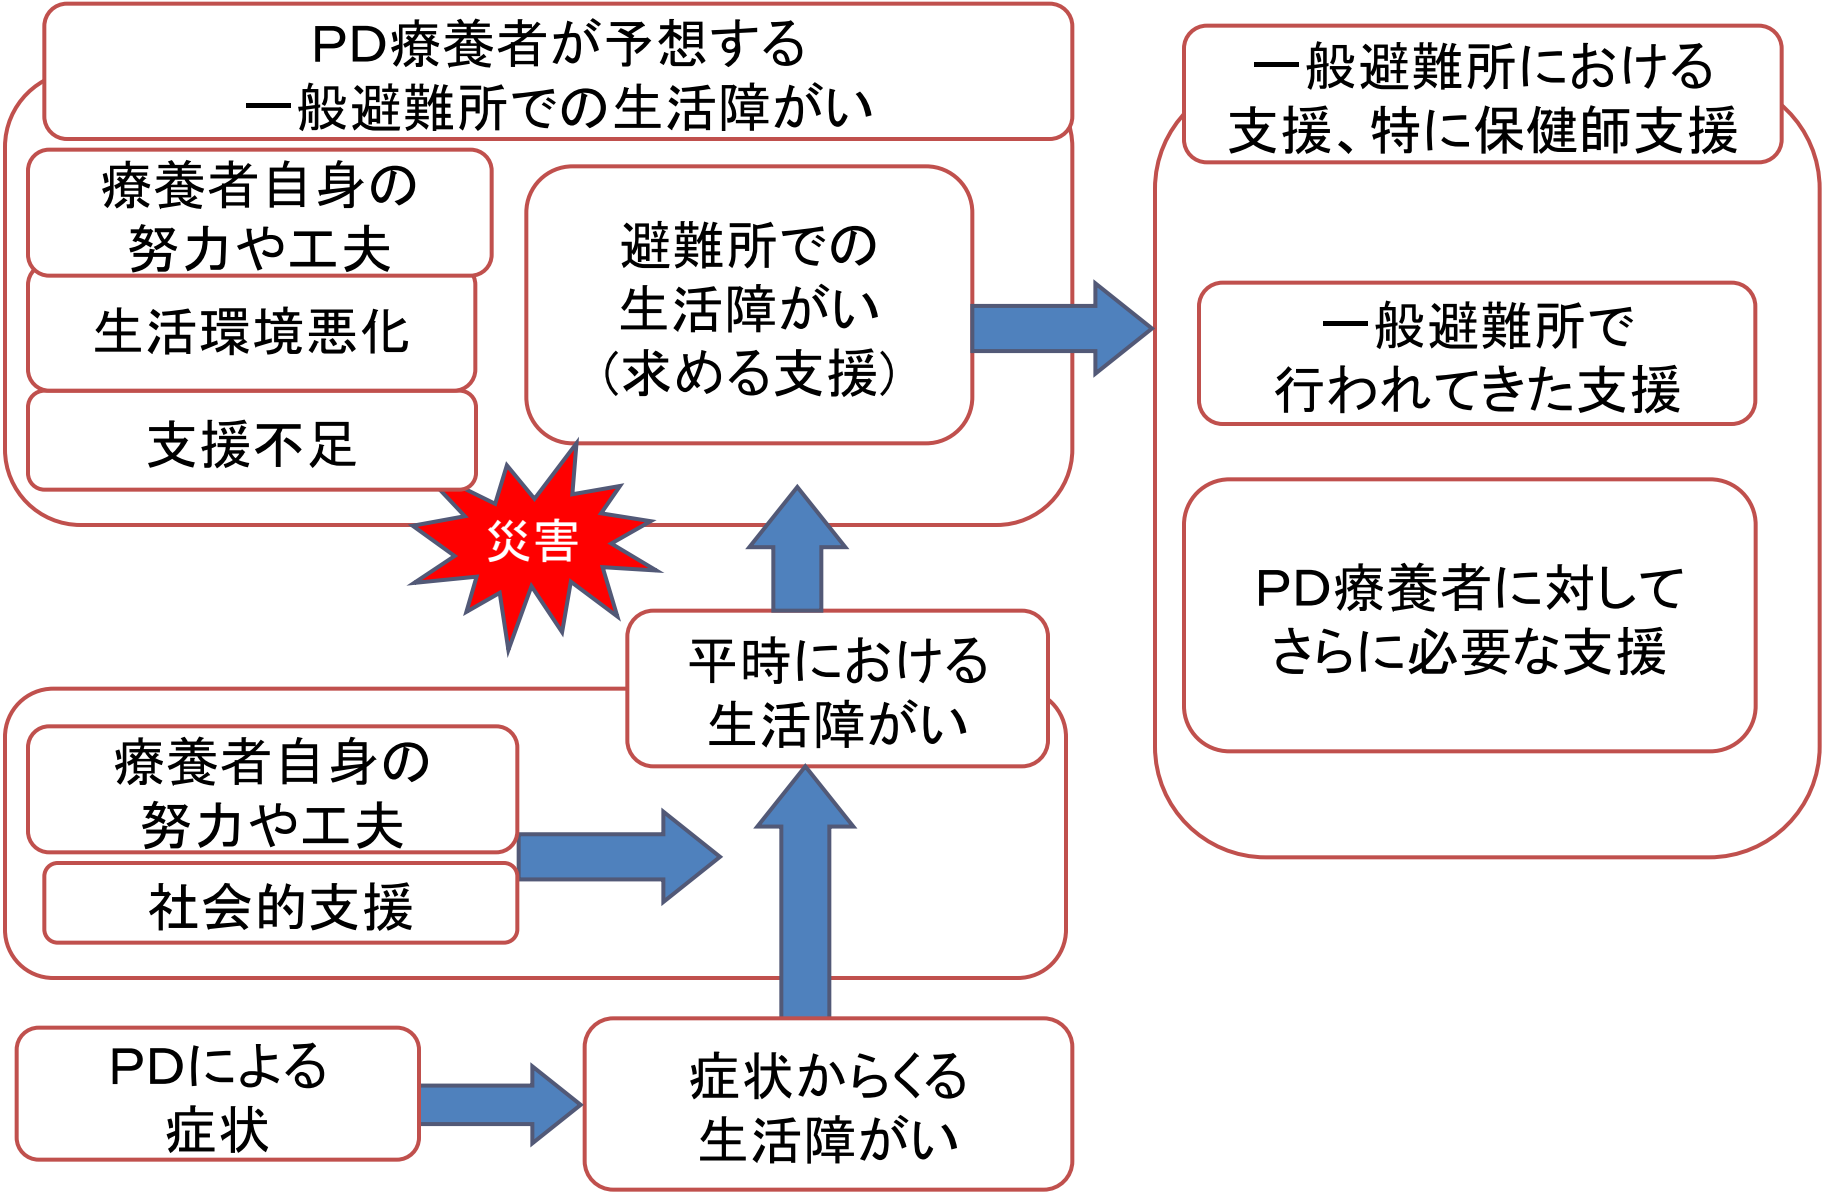 PD療養者が予想する
一般避難所での生活障がい
療養者自身の
努力や工夫
生活環境悪化
支援不足
避難所での
生活障がい
（求める支援）
災害
平時における
生活障がい
療養者自身の
努力や工夫
社会的支援
PDによる
症状
症状からくる
生活障がい
一般避難所における
支援、特に保健師支援
一般避難所で
行われてきた支援
PD療養者に対して
さらに必要な支援